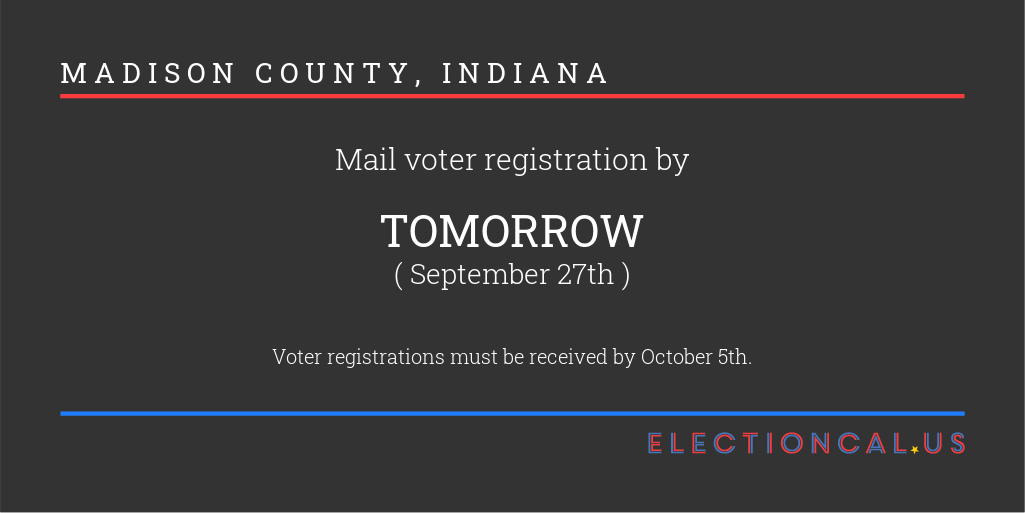 MADISON COUNTY, INDIANA
Mail voter registration by
TOMORROW
( September 27th )
Voter registrations must be received by October 5th.
ELECTIONCAL.US